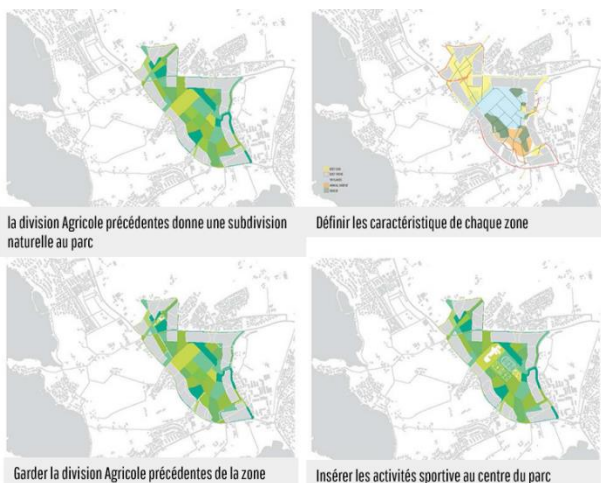 la division Agricole précédentes donne une subdivision
naturelle au parc
Définir les caractéristique de chaque zone
Garder la division Agricole précédentes de la zone
Insérer les activités sportive au centre du parc